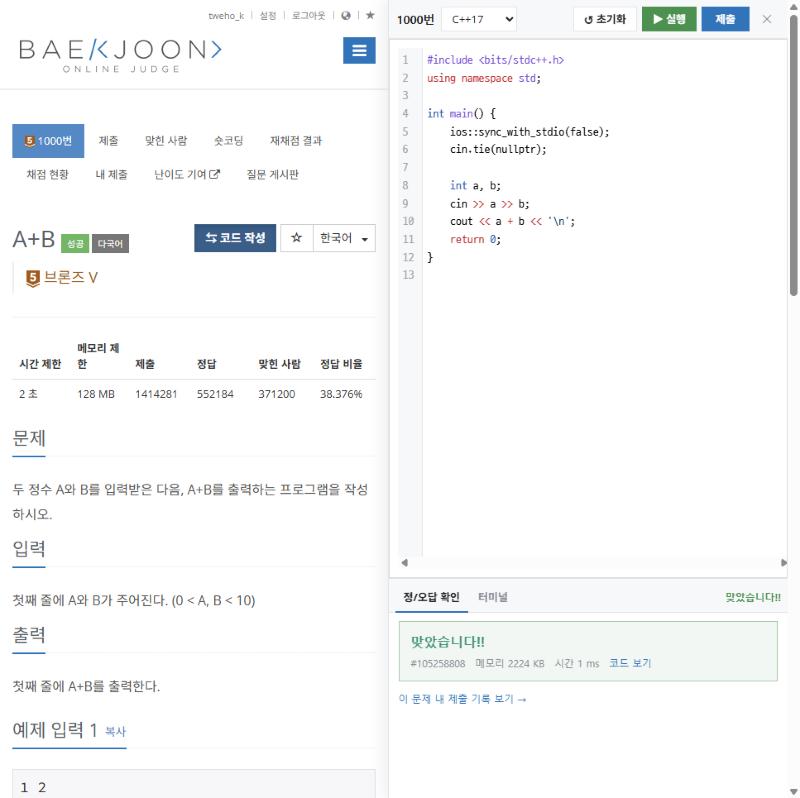 tweho_k | 설정 | 로그아웃 | |
BAEKJOON>
ONLINE JUDGE
5 1000번 제출 맞힌 사람 숏코딩 재채점 결과
채점 현황 내 제출 난이도 기여 질문 게시판
A+B 성공 다국어 코드 작성 한국어
5 브론즈 V
시간 제한 메모리 제한 제출 정답 맞힌 사람 정답 비율
2 초 128 MB 1414281 552184 371200 38.376%
문제
두 정수 A와 B를 입력받은 다음, A+B를 출력하는 프로그램을 작성
하시오.
입력
첫째 줄에 A와 B가 주어진다. (0 < A, B < 10)
출력
첫째 줄에 A+B를 출력한다.
예제 입력 1 복사
1 2
1000번 C++17 초기화 실행 제출 ×
1 #include <bits/stdc++.h>
2 using namespace std;
3
4 int main() {
5 ios::sync_with_stdio(false);
6 cin.tie(nullptr);
7
8 int a, b;
9 cin >> a >> b;
10 cout << a + b << '\n';
11 return 0;
12 }
13
정/오답 확인 터미널 맞았습니다!!
맞았습니다!!
#105258808 메모리 2224 KB 시간 1 ms 코드 보기
이 문제 내 제출 기록 보기 →